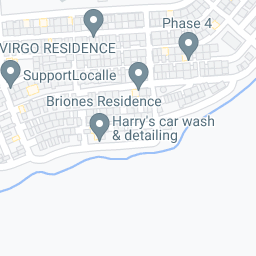 Phase 4
VIRGO RESIDENCE
SupportLocalle
Briones Residence
Harry's car wash
& detailing